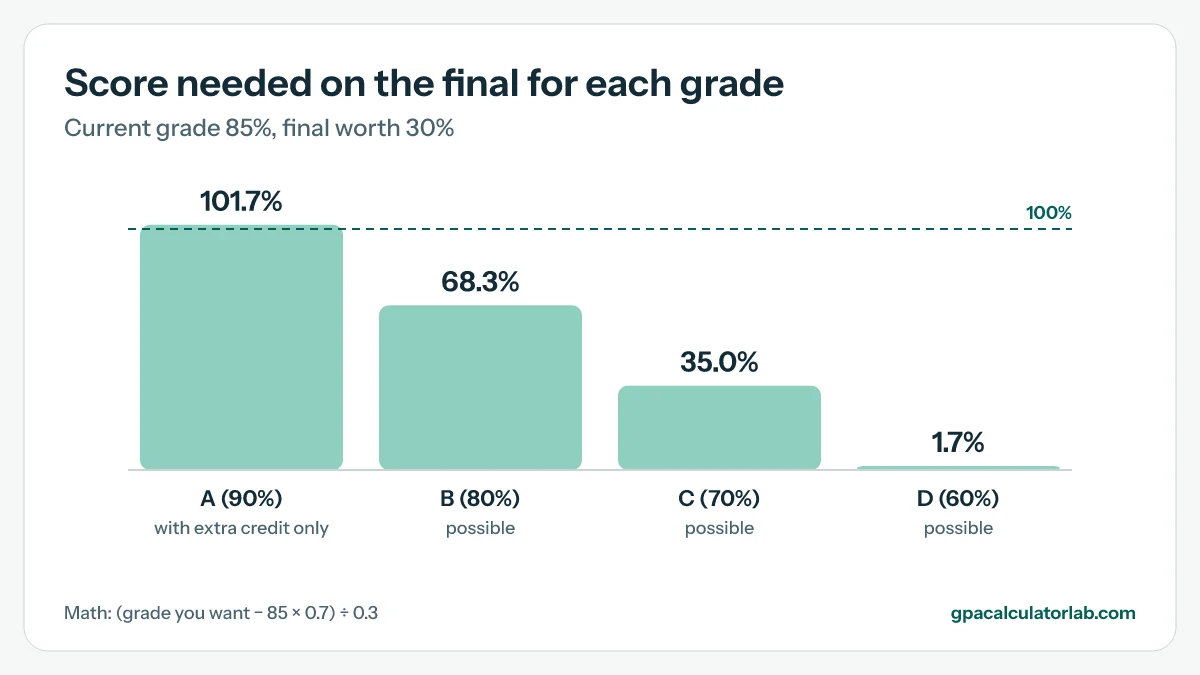 Score needed on the final for each grade
Current grade 85%, final worth 30%
101.7%
100%
68.3%
35.0%
1.7%
A (90%)
with extra credit only
B (80%)
possible
C (70%)
possible
D (60%)
possible
Math: (grade you want − 85 × 0.7) ÷ 0.3
gpacalculatorlab.com